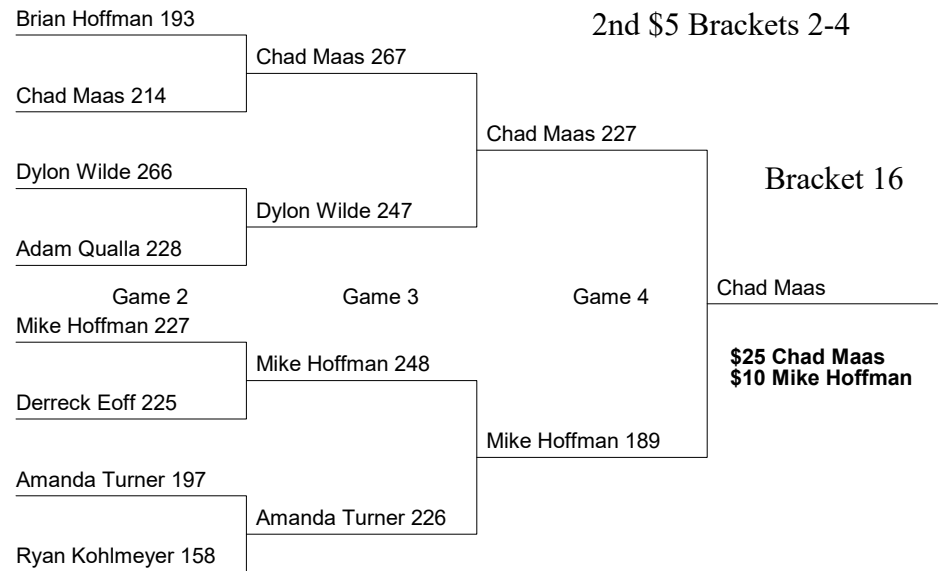 2nd $5 Brackets 2-4
Bracket 16
Brian Hoffman 193
Chad Maas 214
Dylon Wilde 266
Adam Qualla 228
Game 2
Mike Hoffman 227
Derreck Eoff 225
Amanda Turner 197
Ryan Kohlmeyer 158
Chad Maas 267
Dylon Wilde 247
Game 3
Mike Hoffman 248
Amanda Turner 226
Chad Maas 227
Game 4
Mike Hoffman 189
Chad Maas
$25 Chad Maas
$10 Mike Hoffman